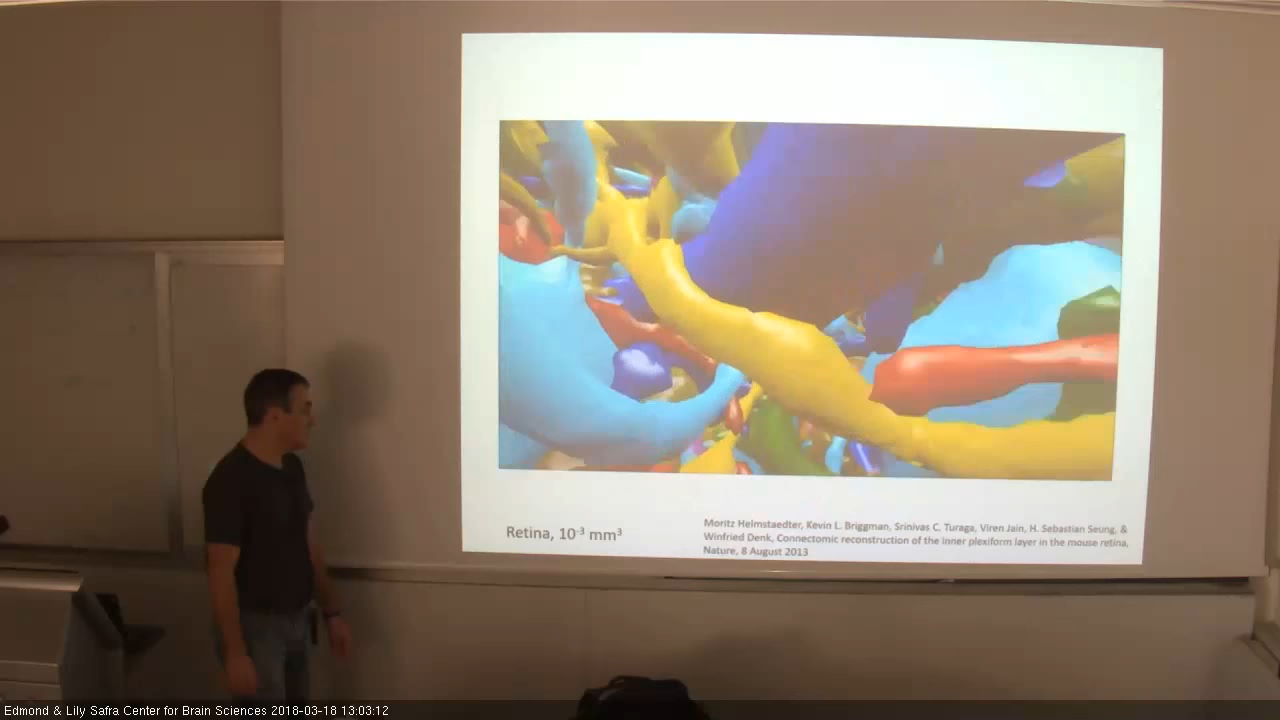 Retina, 10⁻³ mm³
Moritz Helmstaedter, Kevin L. Briggman, Srinivas C. Turaga, Viren Jain, H. Sebastian Seung, &
Winfried Denk, Connectomic reconstruction of the inner plexiform layer in the mouse retina,
Nature, 8 August 2013
Edmond & Lily Safra Center for Brain Sciences 2018-03-18 13:03:12